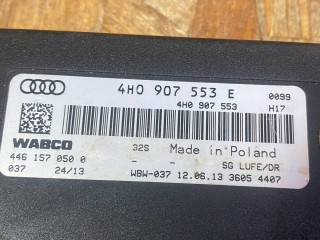 4H0 907 553 E 0099
4H0 907 553 H17
WABCO 32S Made in Poland
446 157 050 0 - - SG LUFE/DR
037 24/13 WBW-037 12.06.13 3605 4407